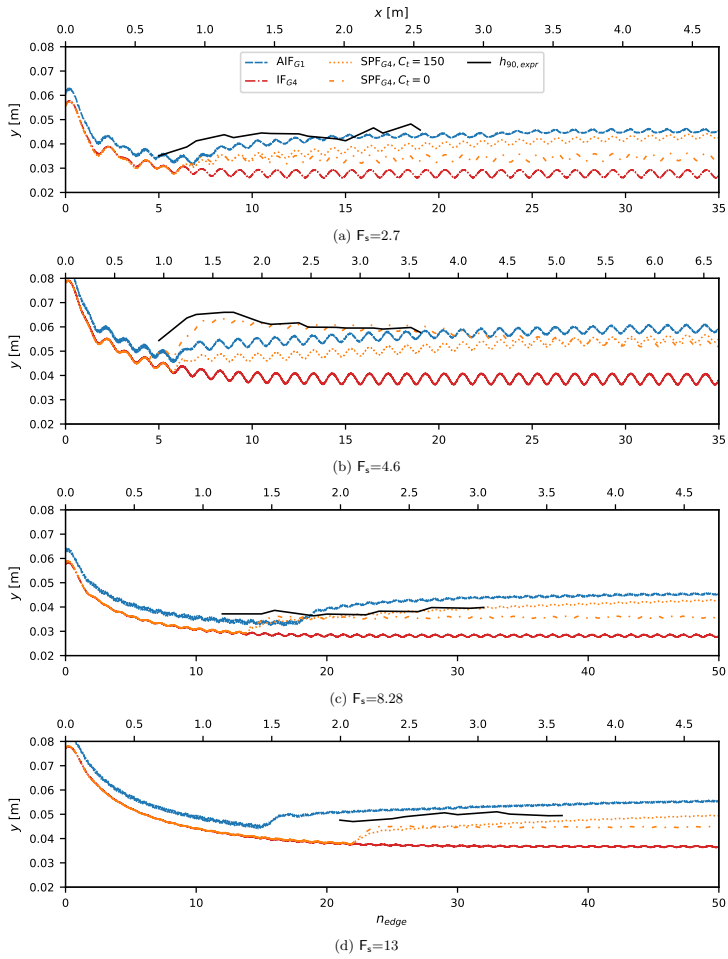 x [m]
0.0 0.5 1.0 1.5 2.0 2.5 3.0 3.5 4.0 4.5 5.0
0.08
0.07
0.06
0.05
0.04
0.03
0.02
y [m]
AIF_G1
IF_G4
SPF_G4, C_t = 150
SPF_G4, C_t = 0
h_90,expr
0 5 10 15 20 25 30 35
(a) F_s=2.7
0.0 0.5 1.0 1.5 2.0 2.5 3.0 3.5 4.0 4.5 5.0 5.5 6.0 6.5
0.08
0.07
0.06
0.05
0.04
0.03
0.02
y [m]
0 5 10 15 20 25 30 35
(b) F_s=4.6
0.0 0.5 1.0 1.5 2.0 2.5 3.0 3.5 4.0 4.5
0.08
0.07
0.06
0.05
0.04
0.03
0.02
y [m]
0 10 20 30 40 50
(c) F_s=8.28
0.0 0.5 1.0 1.5 2.0 2.5 3.0 3.5 4.0 4.5
0.08
0.07
0.06
0.05
0.04
0.03
0.02
y [m]
0 10 20 30 40 50
n_edge
(d) F_s=13